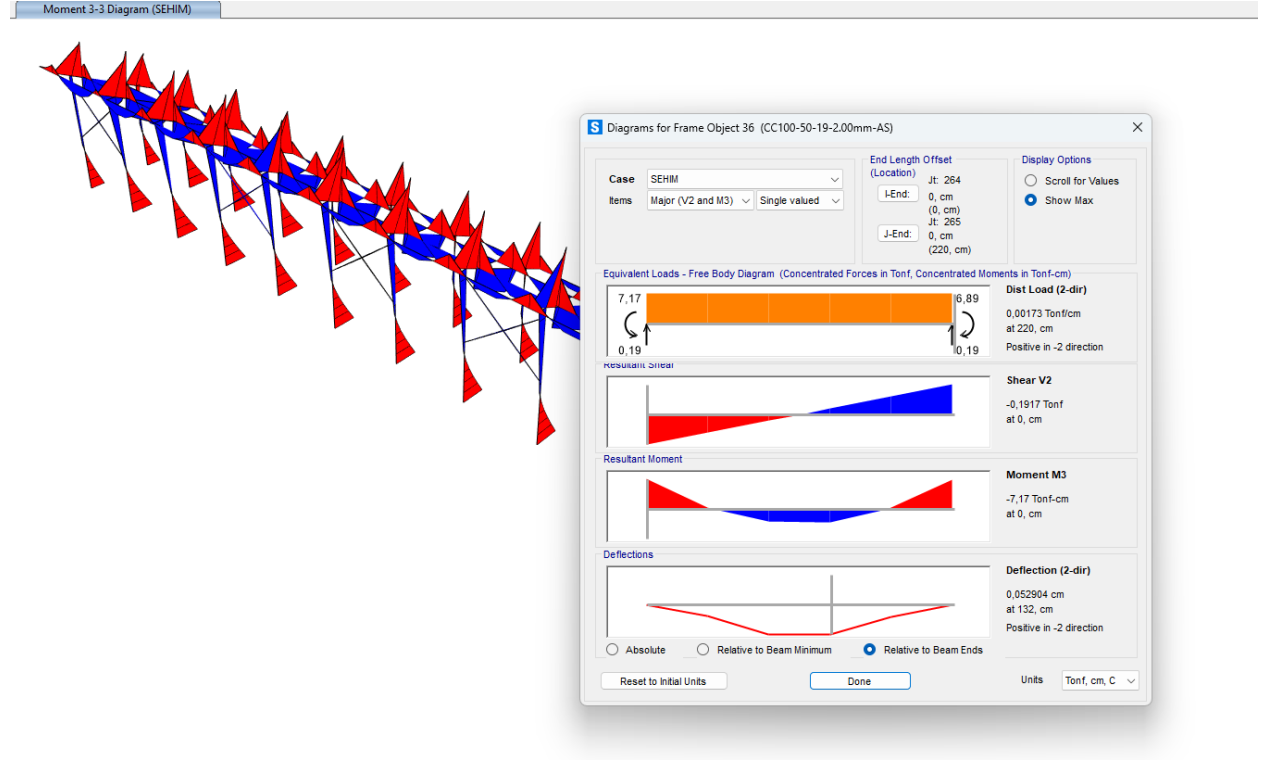 Moment 3-3 Diagram (SEHIM)
S Diagrams for Frame Object 36 (CC100-50-19-2.00mm-AS)
Case SEHIM
Items Major (V2 and M3) Single valued
End Length Offset
(Location)
I-End:
Jt: 264
0, cm
(0, cm)
J-End:
Jt: 265
0, cm
(220, cm)
Display Options
Scroll for Values
Show Max
Equivalent Loads - Free Body Diagram (Concentrated Forces in Tonf, Concentrated Moments in Tonf-cm)
7,17
6,89
0,19
0,19
Dist Load (2-dir)
0,00173 Tonf/cm
at 220, cm
Positive in -2 direction
Resultant Shear
Shear V2
-0,1917 Tonf
at 0, cm
Resultant Moment
Moment M3
-7,17 Tonf-cm
at 0, cm
Deflections
Deflection (2-dir)
0,052904 cm
at 132, cm
Positive in -2 direction
Absolute Relative to Beam Minimum Relative to Beam Ends
Reset to Initial Units Done Units Tonf, cm, C